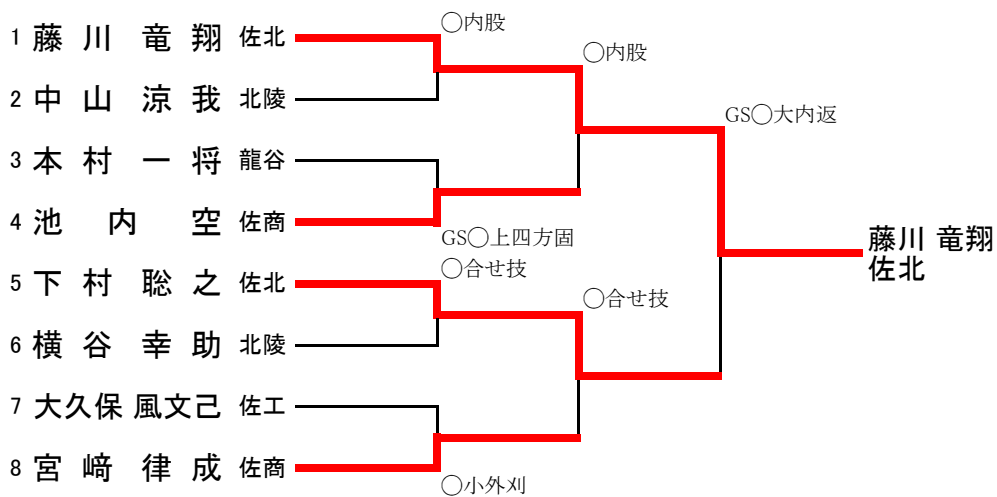 1 藤川 竜翔 佐北
2 中山 涼我 北陵
3 本村 一将 龍谷
4 池内 空 佐商
5 下村 聡之 佐北
6 横谷 幸助 北陵
7 大久保 風文己 佐工
8 宮﨑 律成 佐商
○内股
GS○上四方固
○合せ技
○小外刈
○内股
○合せ技
GS○大内返
藤川 竜翔
佐北